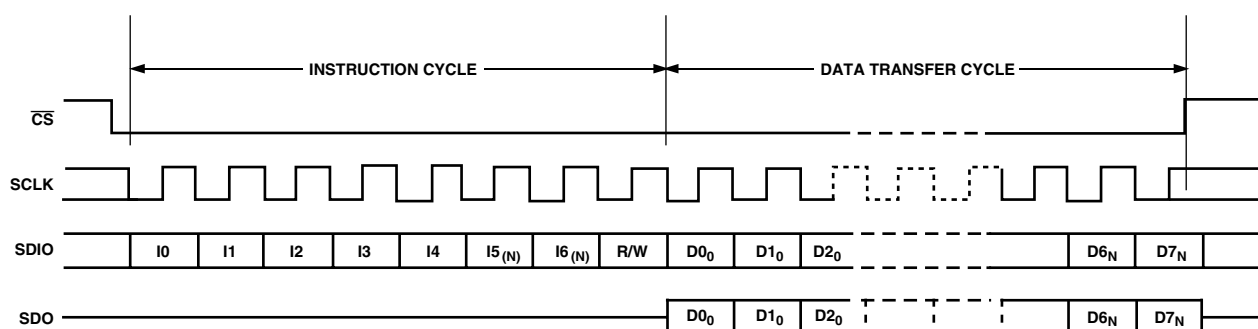 INSTRUCTION CYCLE DATA TRANSFER CYCLE
CS
SCLK
SDIO I0 I1 I2 I3 I4 I5(N) I6(N) R/W D00 D10 D20 D6N D7N
SDO D00 D10 D20 D6N D7N